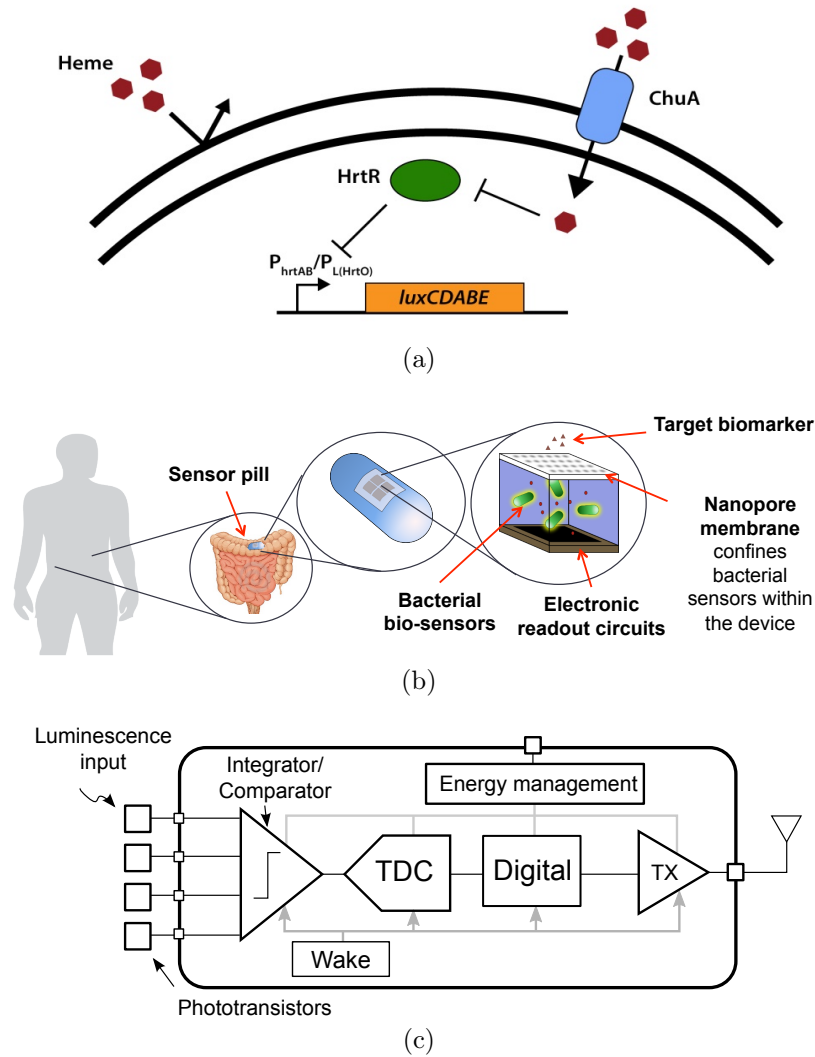 Heme
ChuA
HrtR
P_hrtAB/P_L(HrtO)
luxCDABE
(a)
Target biomarker
Sensor pill
Nanopore
membrane
confines
bacterial
sensors within
the device
Bacterial
bio-sensors
Electronic
readout circuits
(b)
Luminescence
input
Integrator/
Comparator
Energy management
TDC
Digital
TX
Wake
Phototransistors
(c)